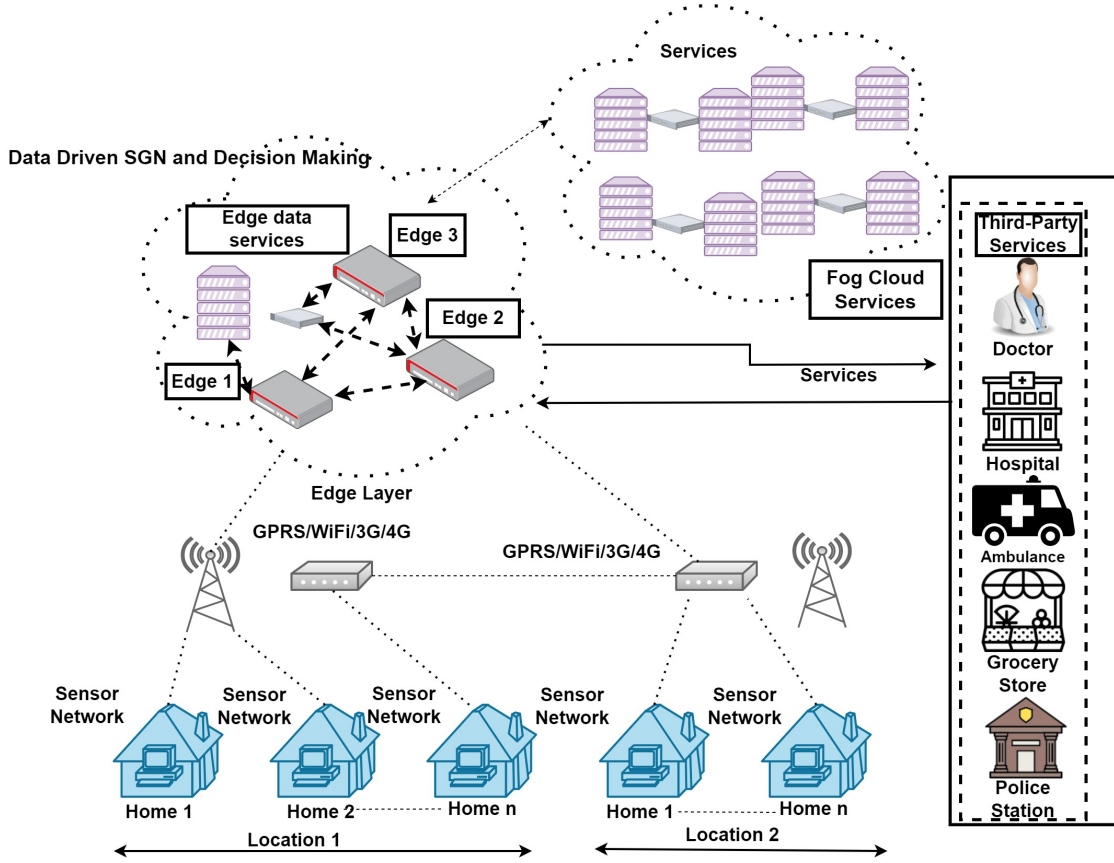 Services
Data Driven SGN and Decision Making
Edge data
services
Edge 3
Third-Party
Services
Fog Cloud
Services
Edge 2
Doctor
Edge 1
Services
Hospital
Edge Layer
GPRS/WiFi/3G/4G
GPRS/WiFi/3G/4G
Ambulance
Grocery
Store
Sensor
Network
Sensor
Network
Sensor
Network
Sensor
Network
Sensor
Network
Police
Station
Home 1
Home 2
Home n
Home 1
Home n
Location 1
Location 2